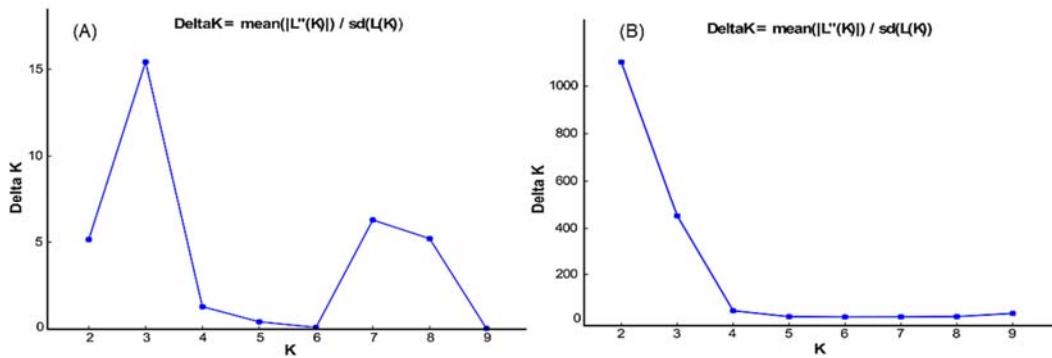 (A)
DeltaK = mean(|L"(K)|) / sd(L(K))
Delta K
15
10
5
0
2 3 4 5 6 7 8 9
K
(B)
DeltaK = mean(|L"(K)|) / sd(L(K))
Delta K
1000
800
600
400
200
0
2 3 4 5 6 7 8 9
K